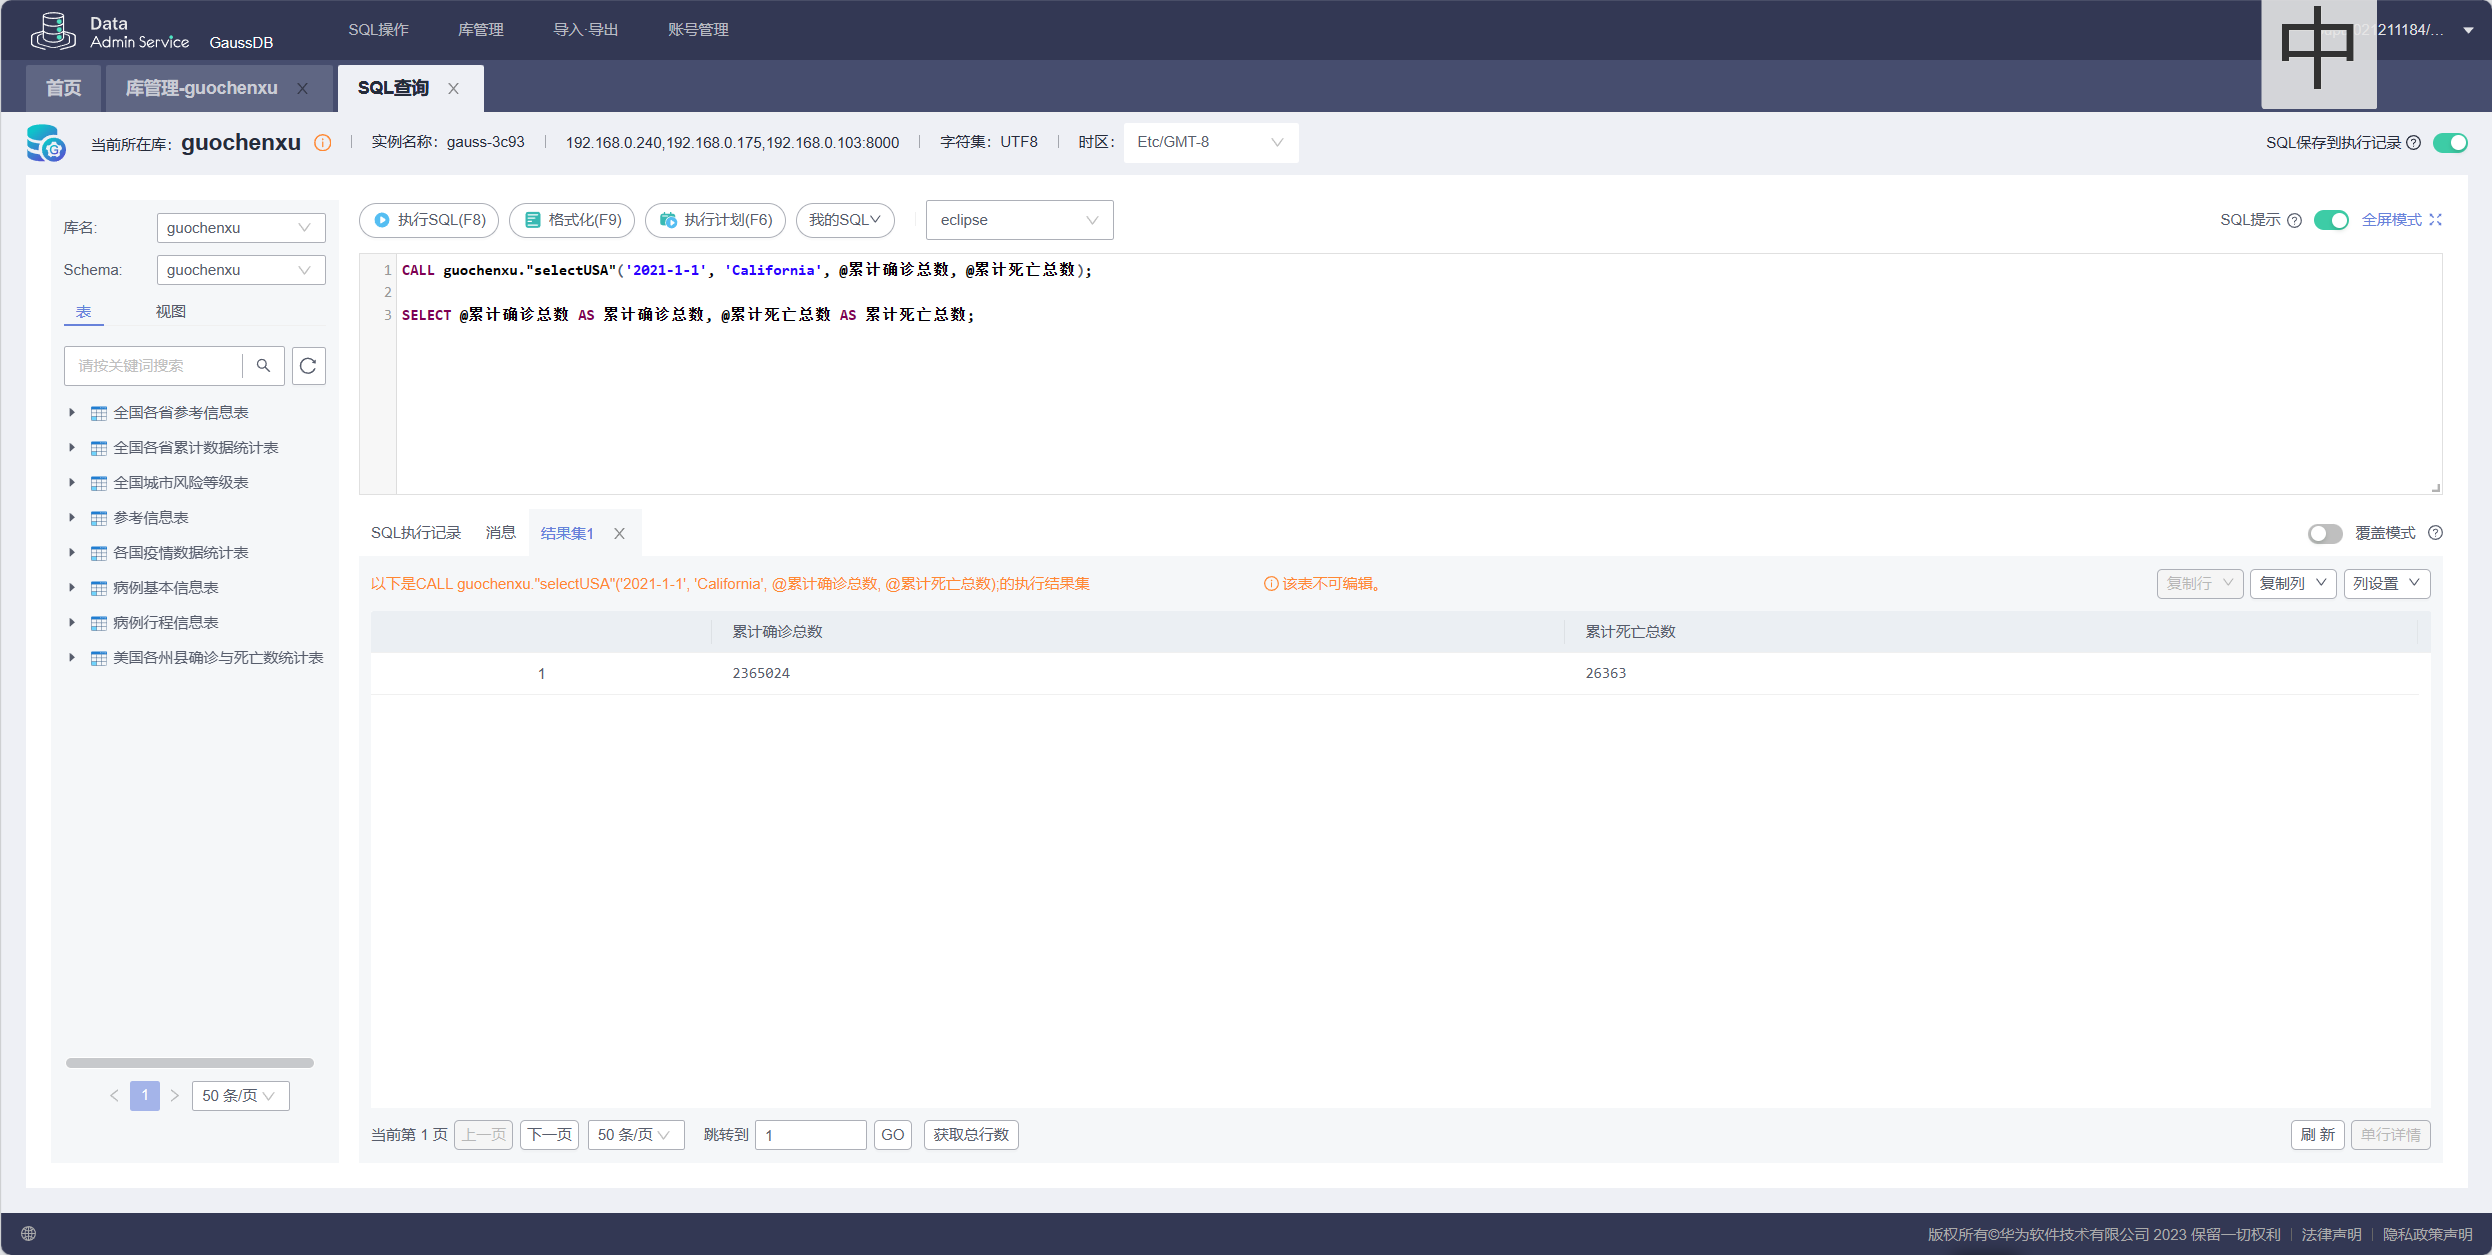 Data
Admin Service
GaussDB
SQL操作
库管理
导入·导出
账号管理
中
021211184/...
首页
库管理-guochenxu
SQL查询
当前所在库: guochenxu
实例名称: gauss-3c93
192.168.0.240,192.168.0.175,192.168.0.103:8000
字符集: UTF8
时区:
Etc/GMT-8
SQL保存到执行记录
库名:
guochenxu
Schema:
guochenxu
表
视图
请按关键词搜索
全国各省参考信息表
全国各省累计数据统计表
全国城市风险等级表
参考信息表
各国疫情数据统计表
病例基本信息表
病例行程信息表
美国各州县确诊与死亡数统计表
1
50 条/页
执行SQL(F8)
格式化(F9)
执行计划(F6)
我的SQL
eclipse
SQL提示
全屏模式
1 CALL guochenxu."selectUSA"('2021-1-1', 'California', @累计确诊总数, @累计死亡总数);
2
3 SELECT @累计确诊总数 AS 累计确诊总数, @累计死亡总数 AS 累计死亡总数;
SQL执行记录
消息
结果集1
覆盖模式
以下是CALL guochenxu."selectUSA"('2021-1-1', 'California', @累计确诊总数, @累计死亡总数);的执行结果集
该表不可编辑。
复制行
复制列
列设置
累计确诊总数
累计死亡总数
1
2365024
26363
当前第 1 页
上一页
下一页
50 条/页
跳转到
1
GO
获取总行数
刷 新
单行详情
版权所有©华为软件技术有限公司 2023 保留一切权利
法律声明
隐私政策声明